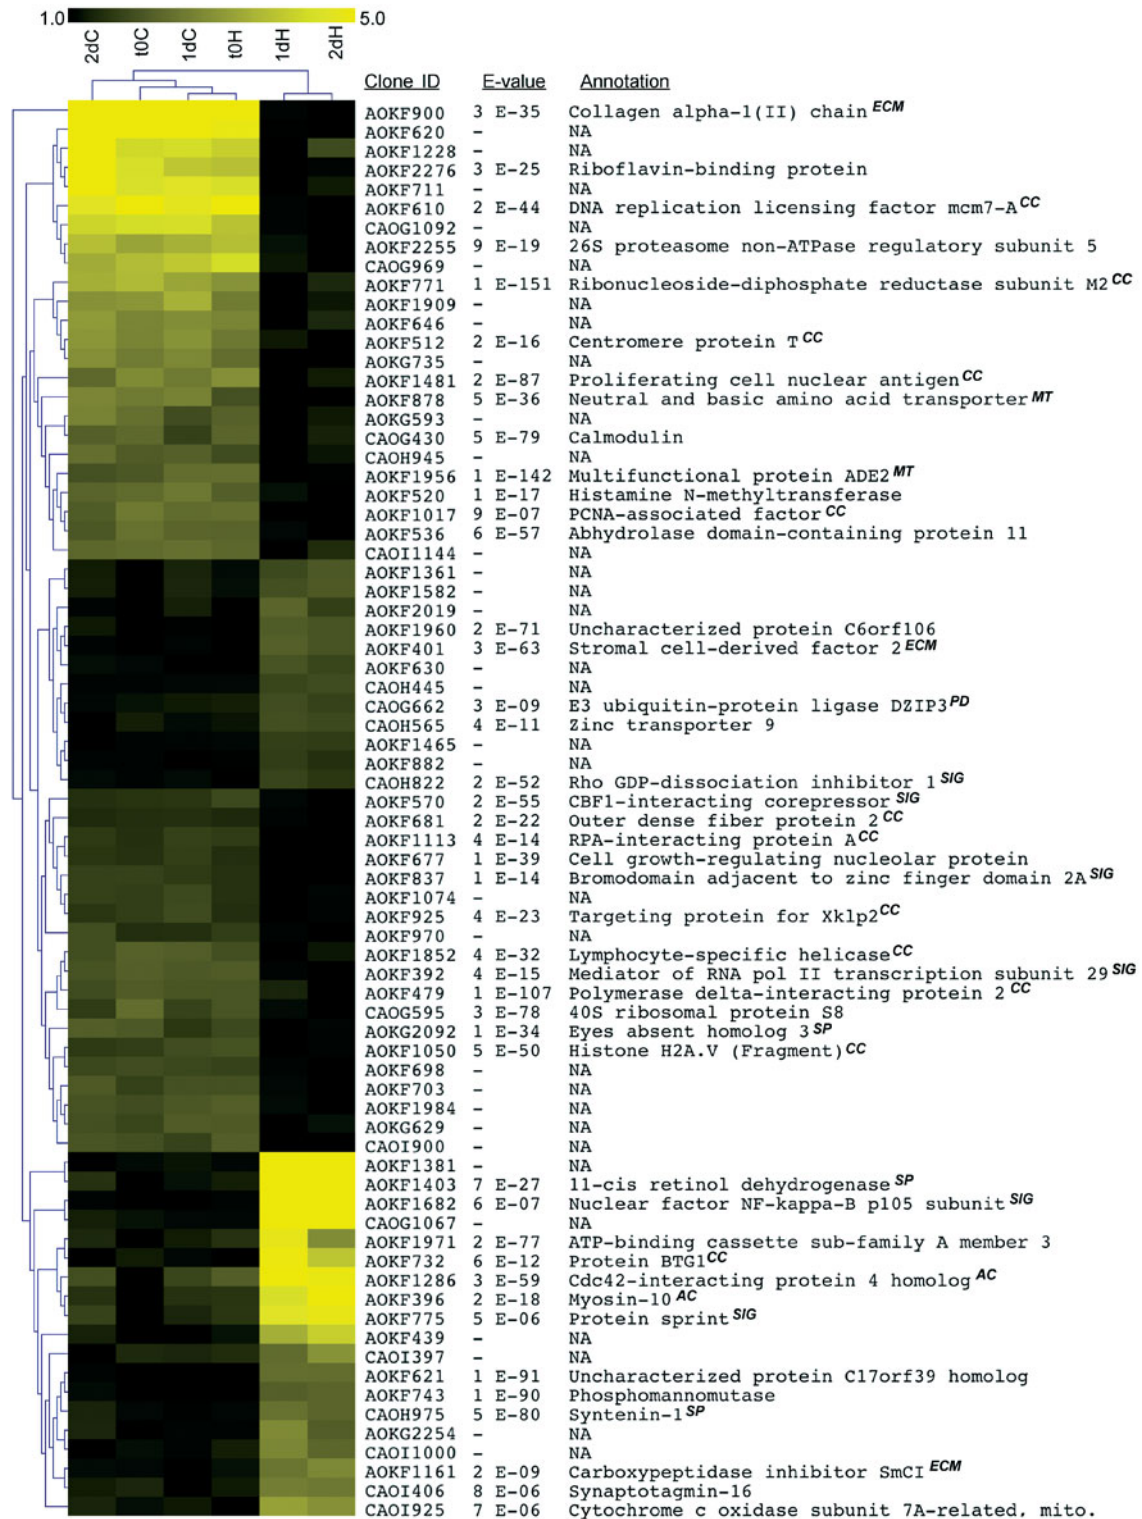 1.0 5.0
2dC t0C 1dC t0H 1dH 2dH
Clone ID E-value Annotation
AOKF900 3 E-35 Collagen alpha-1(II) chain ECM
AOKF620 - NA
AOKF1228 - NA
AOKF2276 3 E-25 Riboflavin-binding protein
AOKF711 - NA
AOKF610 2 E-44 DNA replication licensing factor mcm7-A CC
CAOG1092 - NA
AOKF2255 9 E-19 26S proteasome non-ATPase regulatory subunit 5
CAOG969 - NA
AOKF771 1 E-151 Ribonucleoside-diphosphate reductase subunit M2 CC
AOKF1909 - NA
AOKF646 - NA
AOKF512 2 E-16 Centromere protein T CC
AOKG735 - NA
AOKF1481 2 E-87 Proliferating cell nuclear antigen CC
AOKF878 5 E-36 Neutral and basic amino acid transporter MT
AOKG593 - NA
CAOG430 5 E-79 Calmodulin
CAOH945 - NA
AOKF1956 1 E-142 Multifunctional protein ADE2 MT
AOKF520 1 E-17 Histamine N-methyltransferase
AOKF1017 9 E-07 PCNA-associated factor CC
AOKF536 6 E-57 Abhydrolase domain-containing protein 11
CAOI1144 - NA
AOKF1361 - NA
AOKF1582 - NA
AOKF2019 - NA
AOKF1960 2 E-71 Uncharacterized protein C6orf106
AOKF401 3 E-63 Stromal cell-derived factor 2 ECM
AOKF630 - NA
CAOH445 - NA
CAOG662 3 E-09 E3 ubiquitin-protein ligase DZIP3 PD
CAOH565 4 E-11 Zinc transporter 9
AOKF1465 - NA
AOKF882 - NA
CAOH822 2 E-52 Rho GDP-dissociation inhibitor 1 SIG
AOKF570 2 E-55 CBF1-interacting corepressor SIG
AOKF681 2 E-22 Outer dense fiber protein 2 CC
AOKF1113 4 E-14 RPA-interacting protein A CC
AOKF677 1 E-39 Cell growth-regulating nucleolar protein
AOKF837 1 E-14 Bromodomain adjacent to zinc finger domain 2A SIG
AOKF1074 - NA
AOKF925 4 E-23 Targeting protein for Xklp2 CC
AOKF970 - NA
AOKF1852 4 E-32 Lymphocyte-specific helicase CC
AOKF392 4 E-15 Mediator of RNA pol II transcription subunit 29 SIG
AOKF479 1 E-107 Polymerase delta-interacting protein 2 CC
CAOG595 3 E-78 40S ribosomal protein S8
AOKG2092 1 E-34 Eyes absent homolog 3 SP
AOKF1050 5 E-50 Histone H2A.V (Fragment) CC
AOKF698 - NA
AOKF703 - NA
AOKF1984 - NA
AOKG629 - NA
CAOI900 - NA
AOKF1381 - NA
AOKF1403 7 E-27 11-cis retinol dehydrogenase SP
AOKF1682 6 E-07 Nuclear factor NF-kappa-B p105 subunit SIG
CAOG1067 - NA
AOKF1971 2 E-77 ATP-binding cassette sub-family A member 3
AOKF732 6 E-12 Protein BTG1 CC
AOKF1286 3 E-59 Cdc42-interacting protein 4 homolog AC
AOKF396 2 E-18 Myosin-10 AC
AOKF775 5 E-06 Protein sprint SIG
AOKF439 - NA
CAOI397 - NA
AOKF621 1 E-91 Uncharacterized protein C17orf39 homolog
AOKF743 1 E-90 Phosphomannomutase
CAOH975 5 E-80 Syntenin-1 SP
AOKG2254 - NA
CAOI1000 - NA
AOKF1161 2 E-09 Carboxypeptidase inhibitor SmCI ECM
CAOI406 8 E-06 Synaptotagmin-16
CAOI925 7 E-06 Cytochrome c oxidase subunit 7A-related, mito.